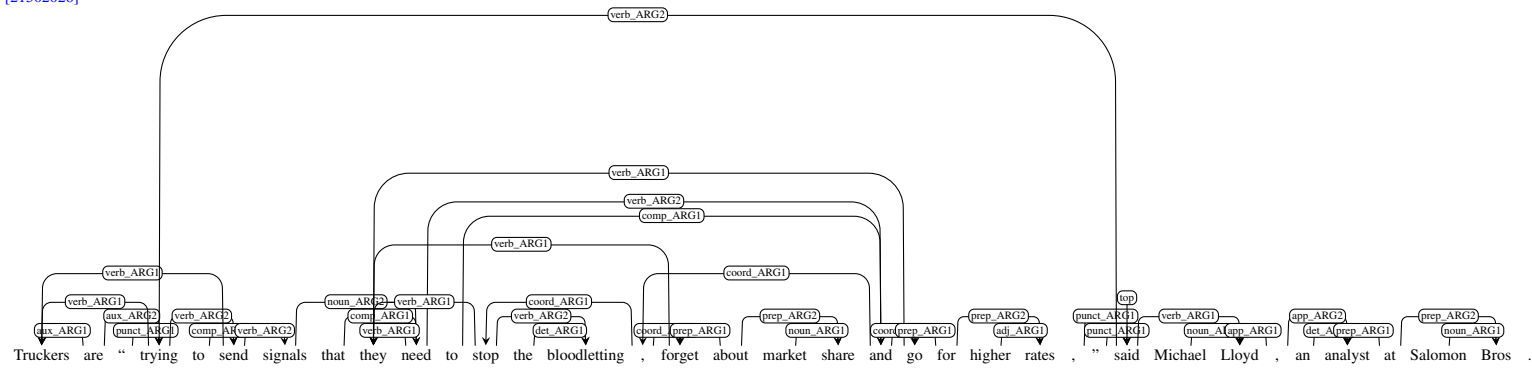 verb_ARG2
verb_ARG1
verb_ARG2
comp_ARG1
verb_ARG1
verb_ARG1 coord_ARG1
top
verb_ARG1 noun_ARG2 verb_ARG1 coord_ARG1
aux_ARG2 verb_ARG2 comp_ARG1 verb_ARG2 prep_ARG2 prep_ARG2 punct_ARG1 verb_ARG1 app_ARG2 prep_ARG2
aux_ARG1 punct_ARG1 verb_ARG2 verb_ARG1 det_ARG1 prep_ARG1 noun_ARG1 prep_ARG1 adj_ARG1 punct_ARG1 app_ARG1 prep_ARG1 noun_ARG1
Truckers are “ trying to send signals that they need to stop the bloodletting , forget about market share and go for higher rates , ” said Michael Lloyd , an analyst at Salomon Bros .